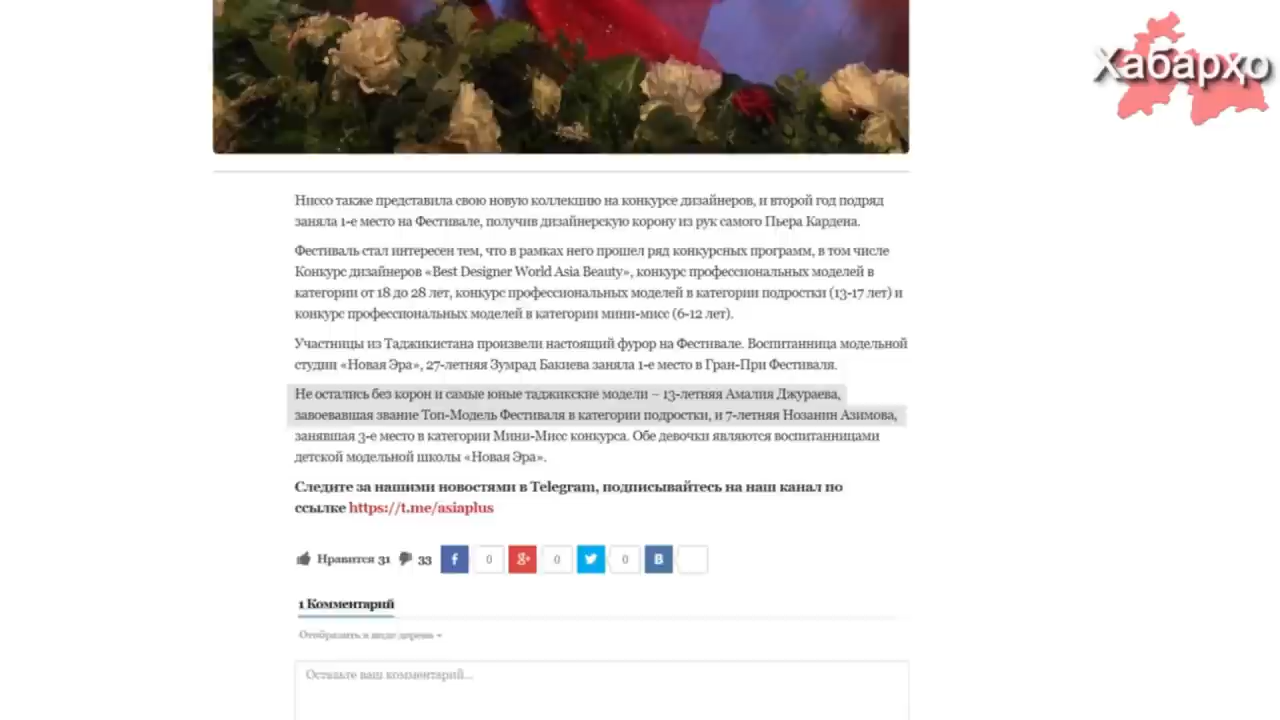 Хабарҳо
Ниссо также представила свою новую коллекцию на конкурсе дизайнеров, и второй год подряд
заняла 1-е место на Фестивале, получив дизайнерскую корону из рук самого Пьера Кардена.
Фестиваль стал интересен тем, что в рамках него прошел ряд конкурсных программ, в том числе
Конкурс дизайнеров «Best Designer World Asia Beauty», конкурс профессиональных моделей в
категории от 18 до 28 лет, конкурс профессиональных моделей в категории подростки (13-17 лет) и
конкурс профессиональных моделей в категории мини-мисс (6-12 лет).
Участницы из Таджикистана произвели настоящий фурор на Фестивале. Воспитанница модельной
студии «Новая Эра», 27-летняя Зумрад Бакиева заняла 1-е место в Гран-При Фестиваля.
Не остались без корон и самые юные таджикские модели – 13-летняя Амалия Джураева,
завоевавшая звание Топ-Модель Фестиваля в категории подростки, и 7-летняя Нозанин Азимова,
занявшая 3-е место в категории Мини-Мисс конкурса. Обе девочки являются воспитанницами
детской модельной школы «Новая Эра».
Следите за нашими новостями в Telegram, подписывайтесь на наш канал по
ссылке https://t.me/asiaplus
Нравится 31 33 f 0 g+ 0 0 B
1 Комментарий
Отобразить в виде дерева
Оставьте ваш комментарий...